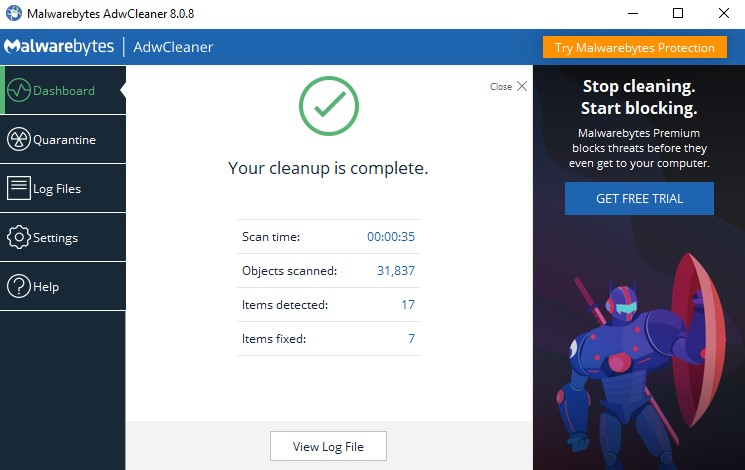 Malwarebytes AdwCleaner 8.0.8
Malwarebytes | AdwCleaner
Try Malwarebytes Protection
Dashboard
Quarantine
Log Files
Settings
Help
Close
Your cleanup is complete.
Scan time: 00:00:35
Objects scanned: 31,837
Items detected: 17
Items fixed: 7
View Log File
Stop cleaning.
Start blocking.
Malwarebytes Premium
blocks threats before they
even get to your computer.
GET FREE TRIAL